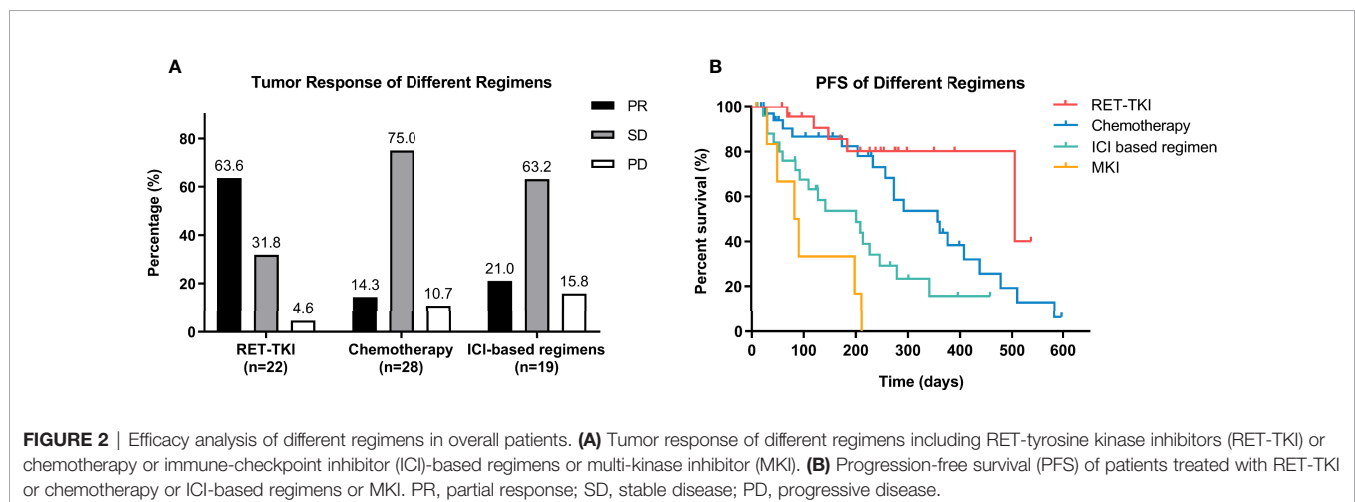 A
Tumor Response of Different Regimens
PR
SD
PD
Percentage (%)
80
60
40
20
0
63.6
31.8
4.6
14.3
75.0
10.7
21.0
63.2
15.8
RET-TKI
(n=22)
Chemotherapy
(n=28)
ICI-based regimens
(n=19)
B
PFS of Different Regimens
RET-TKI
Chemotherapy
ICI based regimen
MKI
Percent survival (%)
100
80
60
40
20
0
0 100 200 300 400 500 600
Time (days)
FIGURE 2 | Efficacy analysis of different regimens in overall patients. (A) Tumor response of different regimens including RET-tyrosine kinase inhibitors (RET-TKI) or
chemotherapy or immune-checkpoint inhibitor (ICI)-based regimens or multi-kinase inhibitor (MKI). (B) Progression-free survival (PFS) of patients treated with RET-TKI
or chemotherapy or ICI-based regimens or MKI. PR, partial response; SD, stable disease; PD, progressive disease.